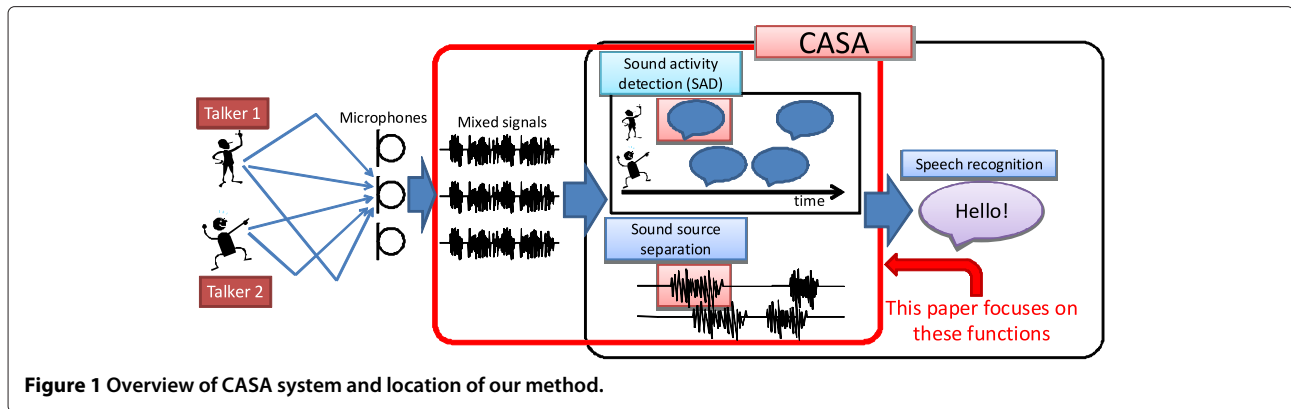 CASA
Sound activity
detection (SAD)
Talker 1
Microphones
Mixed signals
time
Speech recognition
Hello!
Sound source
separation
Talker 2
This paper focuses on
these functions
Figure 1 Overview of CASA system and location of our method.